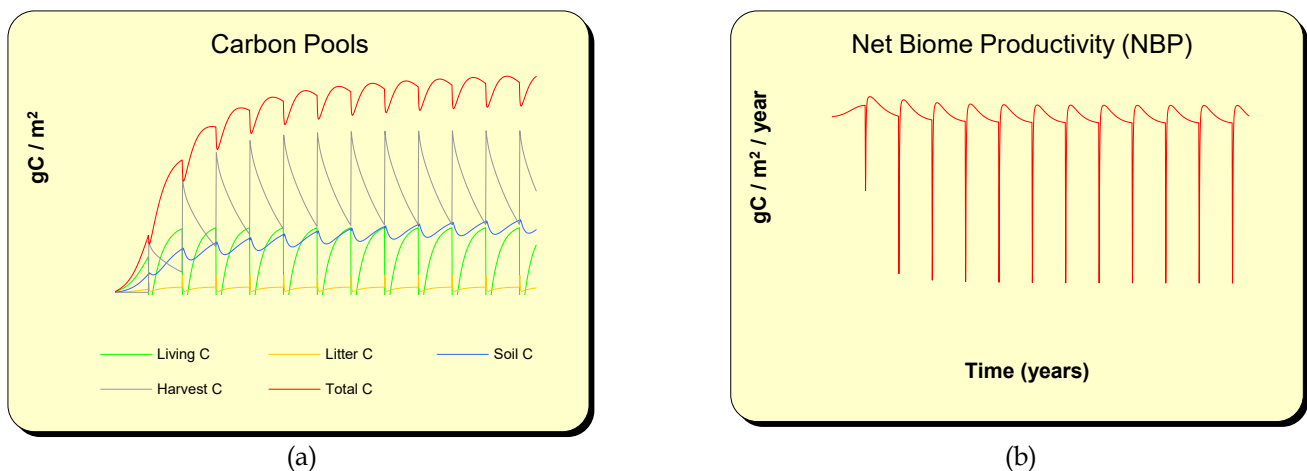 Carbon Pools
gC / m²
Living C
Litter C
Soil C
Harvest C
Total C
(a)
Net Biome Productivity (NBP)
gC / m² / year
Time (years)
(b)